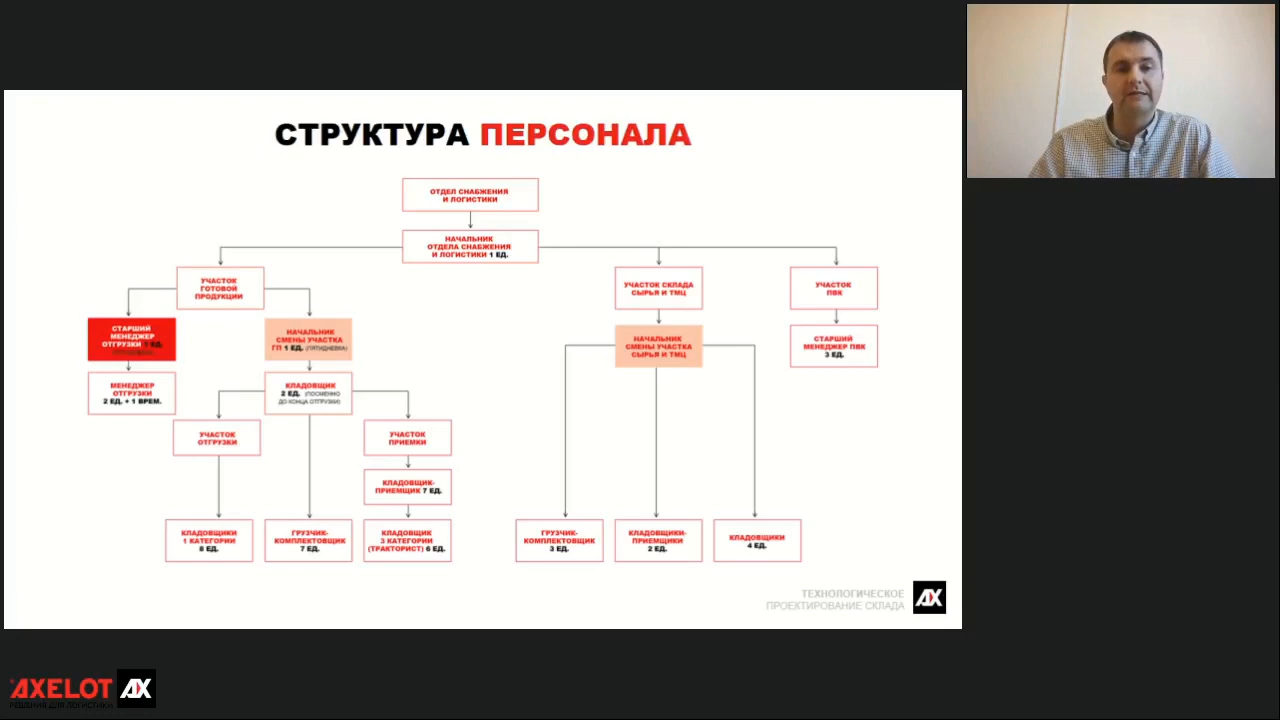 СТРУКТУРА ПЕРСОНАЛА
ОТДЕЛ СНАБЖЕНИЯ
И ЛОГИСТИКИ
НАЧАЛЬНИК
ОТДЕЛА СНАБЖЕНИЯ
И ЛОГИСТИКИ 1 ЕД.
УЧАСТОК
ГОТОВОЙ
ПРОДУКЦИИ
УЧАСТОК СКЛАДА
СЫРЬЯ И ТМЦ
УЧАСТОК
ПВК
СТАРШИЙ
МЕНЕДЖЕР
ОТГРУЗКИ 1 ЕД.
НАЧАЛЬНИК
СМЕНЫ УЧАСТКА
ГП 1 ЕД. (ПЯТИДНЕВКА)
НАЧАЛЬНИК
СМЕНЫ УЧАСТКА
СЫРЬЯ И ТМЦ
СТАРШИЙ
МЕНЕДЖЕР ПВК
3 ЕД.
МЕНЕДЖЕР
ОТГРУЗКИ
2 ЕД. + 1 ВРЕМ.
КЛАДОВЩИК
2 ЕД. (ПОСМЕННО
ДО КОНЦА ОТГРУЗКИ)
УЧАСТОК
ОТГРУЗКИ
УЧАСТОК
ПРИЕМКИ
КЛАДОВЩИК-
ПРИЕМЩИК 7 ЕД.
КЛАДОВЩИКИ
1 КАТЕГОРИИ
8 ЕД.
ГРУЗЧИК-
КОМПЛЕКТОВЩИК
7 ЕД.
КЛАДОВЩИК
3 КАТЕГОРИИ
(ТРАКТОРИСТ) 6 ЕД.
ГРУЗЧИК-
КОМПЛЕКТОВЩИК
3 ЕД.
КЛАДОВЩИКИ-
ПРИЕМЩИКИ
2 ЕД.
КЛАДОВЩИКИ
4 ЕД.
ТЕХНОЛОГИЧЕСКОЕ
ПРОЕКТИРОВАНИЕ СКЛАДА
AX
AXELOT AX
РЕШЕНИЯ ДЛЯ ЛОГИСТИКИ